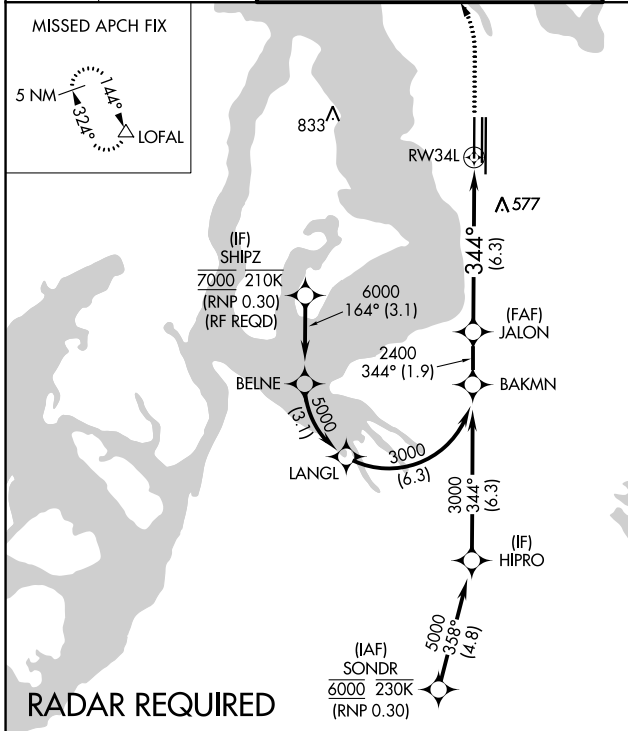 MISSED APCH FIX
5 NM
144°
324°
LOFAL
833
RW34L
577
344°
(6.3)
(IF)
SHIPZ
7000 210K
(RNP 0.30)
(RF REQD)
6000
164° (3.1)
(FAF)
JALON
2400
344° (1.9)
BELNE
BAKMN
5000
(3.1)
LANGL
3000
(6.3)
3000
344°
(6.3)
(IF)
HIPRO
5000
358°
(4.8)
(IAF)
SONDR
6000 230K
(RNP 0.30)
RADAR REQUIRED